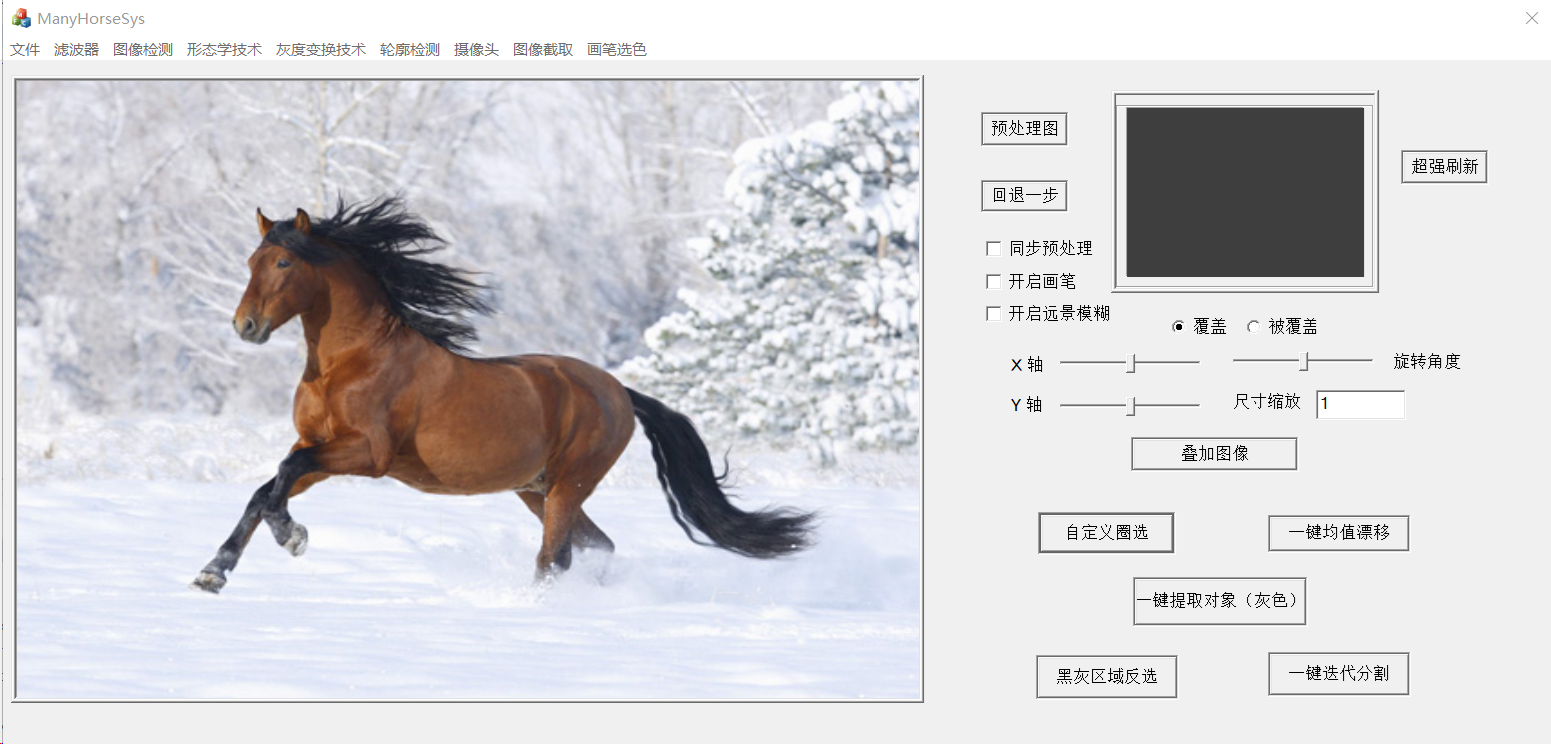 ManyHorseSys
文件 滤波器 图像检测 形态学技术 灰度变换技术 轮廓检测 摄像头 图像截取 画笔选色
预处理图
超强刷新
回退一步
同步预处理
开启画笔
开启远景模糊
覆盖 被覆盖
X 轴 旋转角度
Y 轴 尺寸缩放 1
叠加图像
自定义圈选 一键均值漂移
一键提取对象（灰色）
黑灰区域反选 一键迭代分割